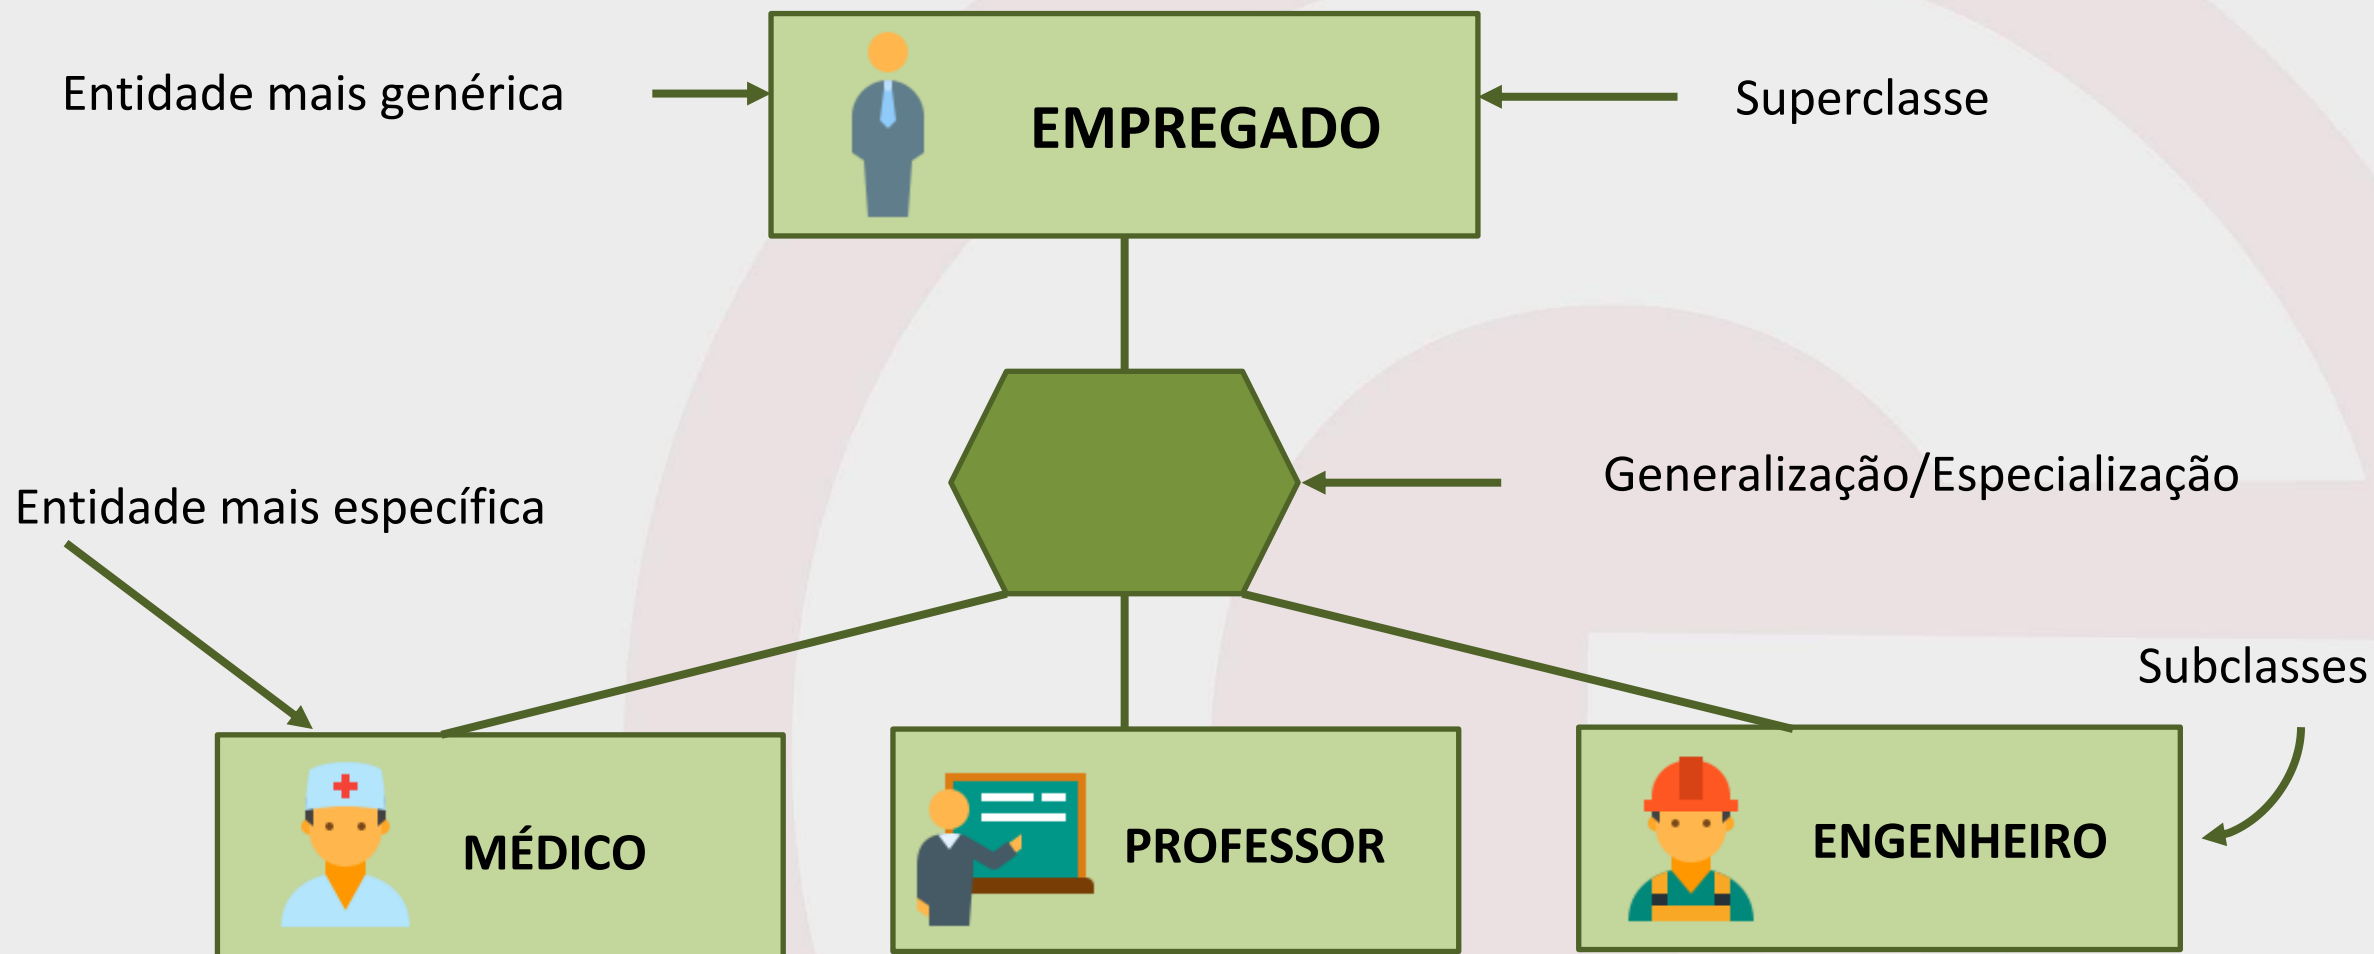 Entidade mais genérica
EMPREGADO
Superclasse
Generalização/Especialização
Entidade mais específica
Subclasses
MÉDICO
PROFESSOR
ENGENHEIRO